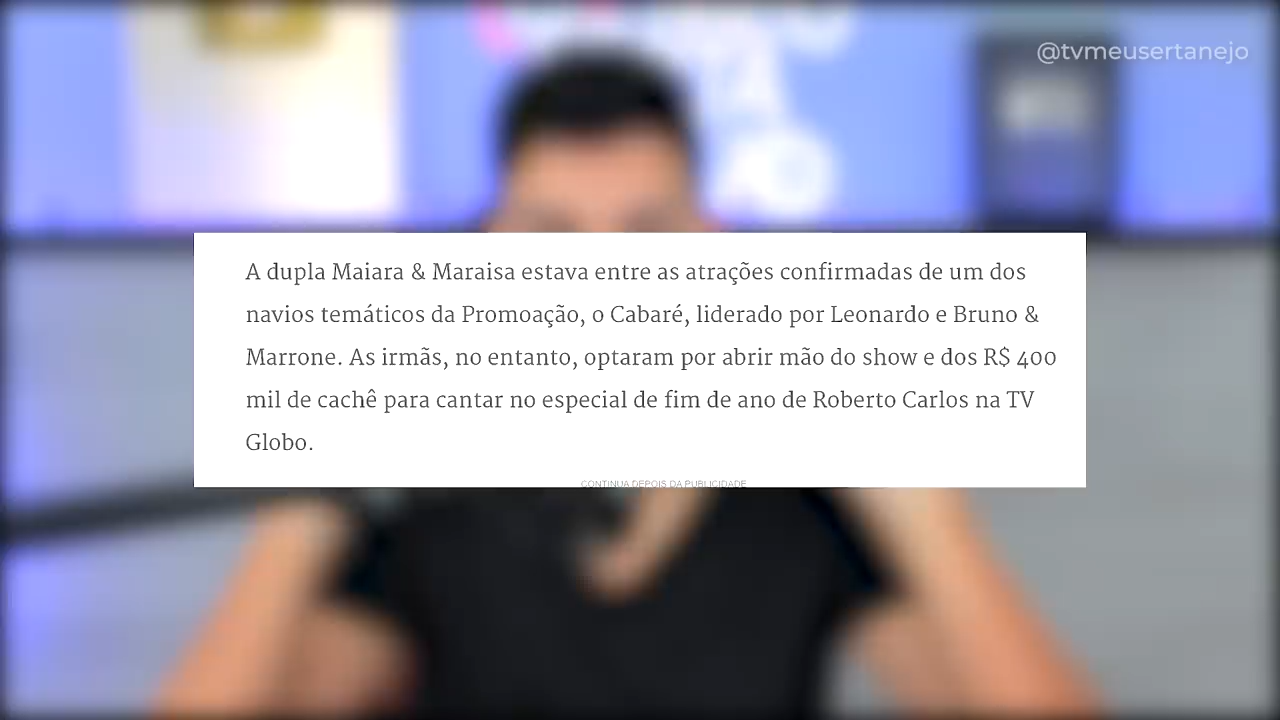 @tvmeusertanejo
A dupla Maiara & Maraisa estava entre as atrações confirmadas de um dos
navios temáticos da Promoação, o Cabaré, liderado por Leonardo e Bruno &
Marrone. As irmãs, no entanto, optaram por abrir mão do show e dos R$ 400
mil de cachê para cantar no especial de fim de ano de Roberto Carlos na TV
Globo.
CONTINUA DEPOIS DA PUBLICIDADE